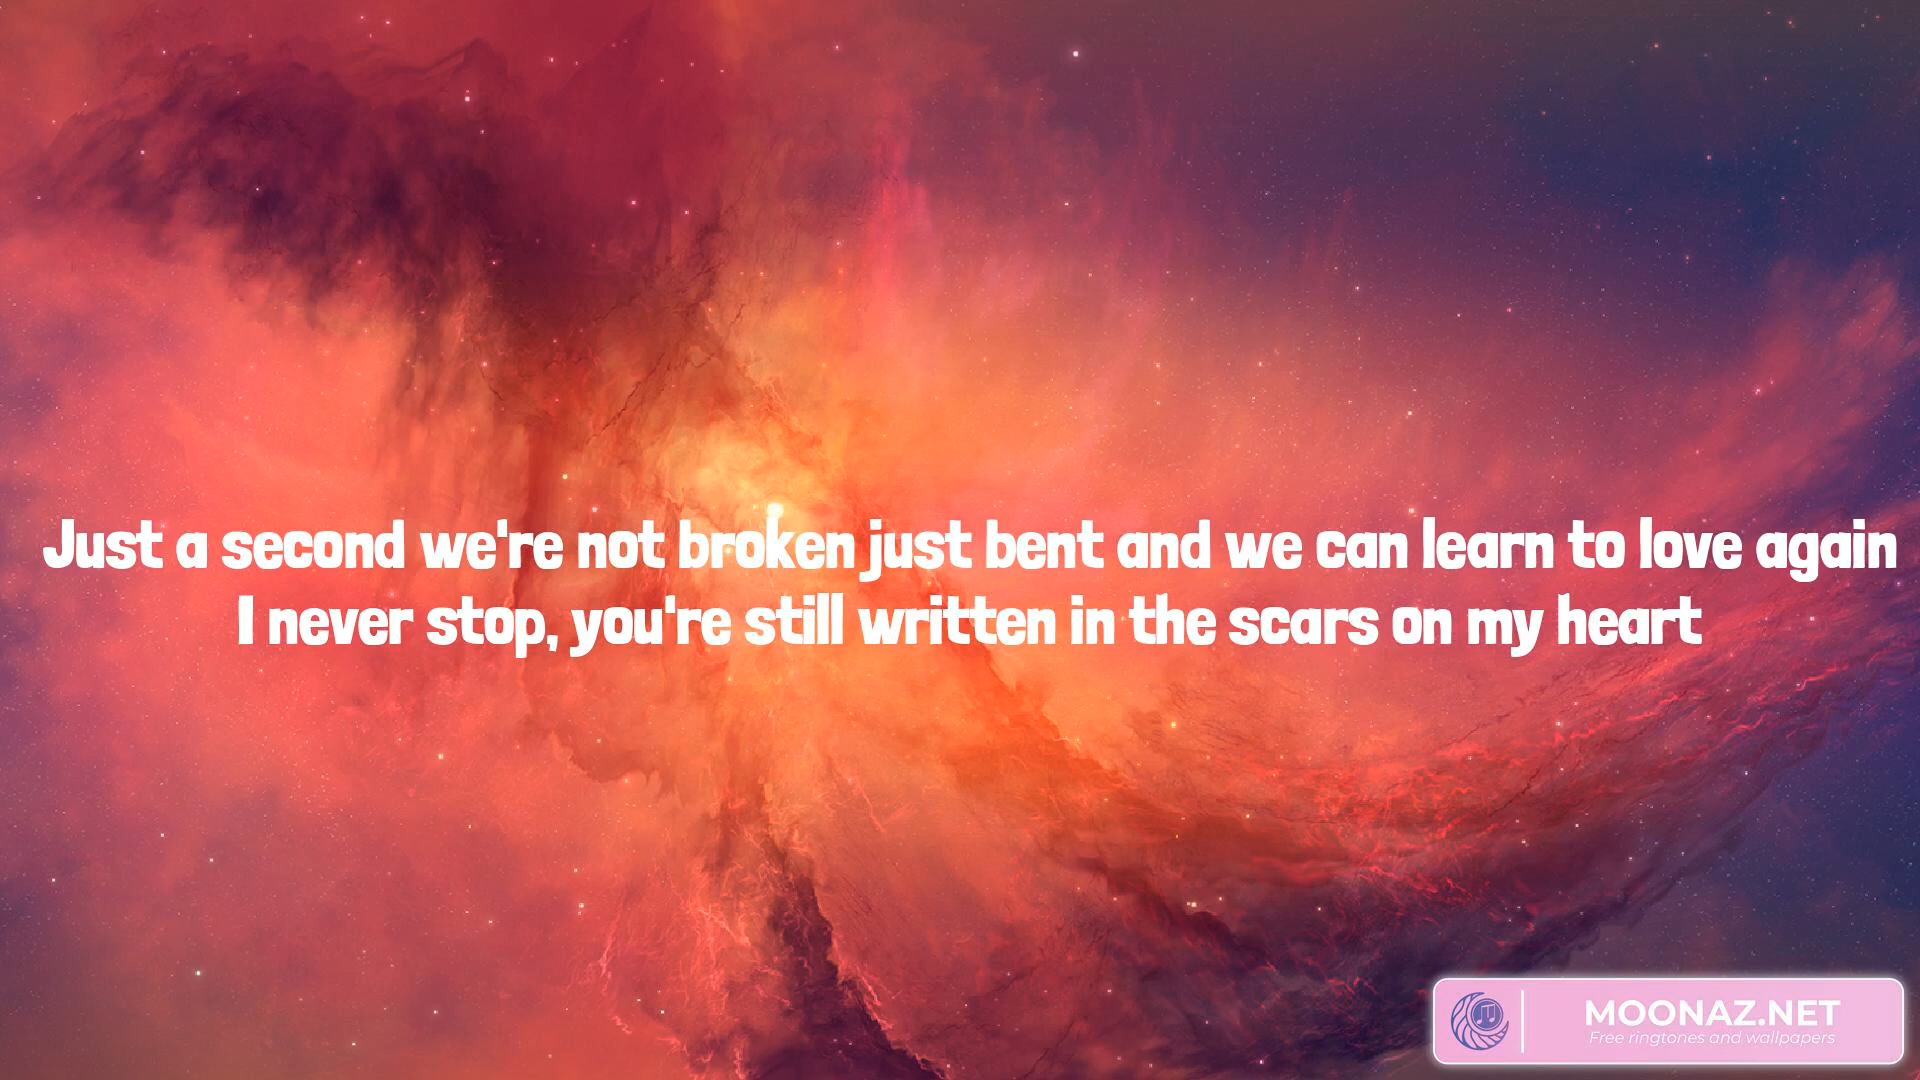 Just a second we're not broken just bent and we can learn to love again
I never stop, you're still written in the scars on my heart
MOONAZ.NET
Free ringtones and wallpapers